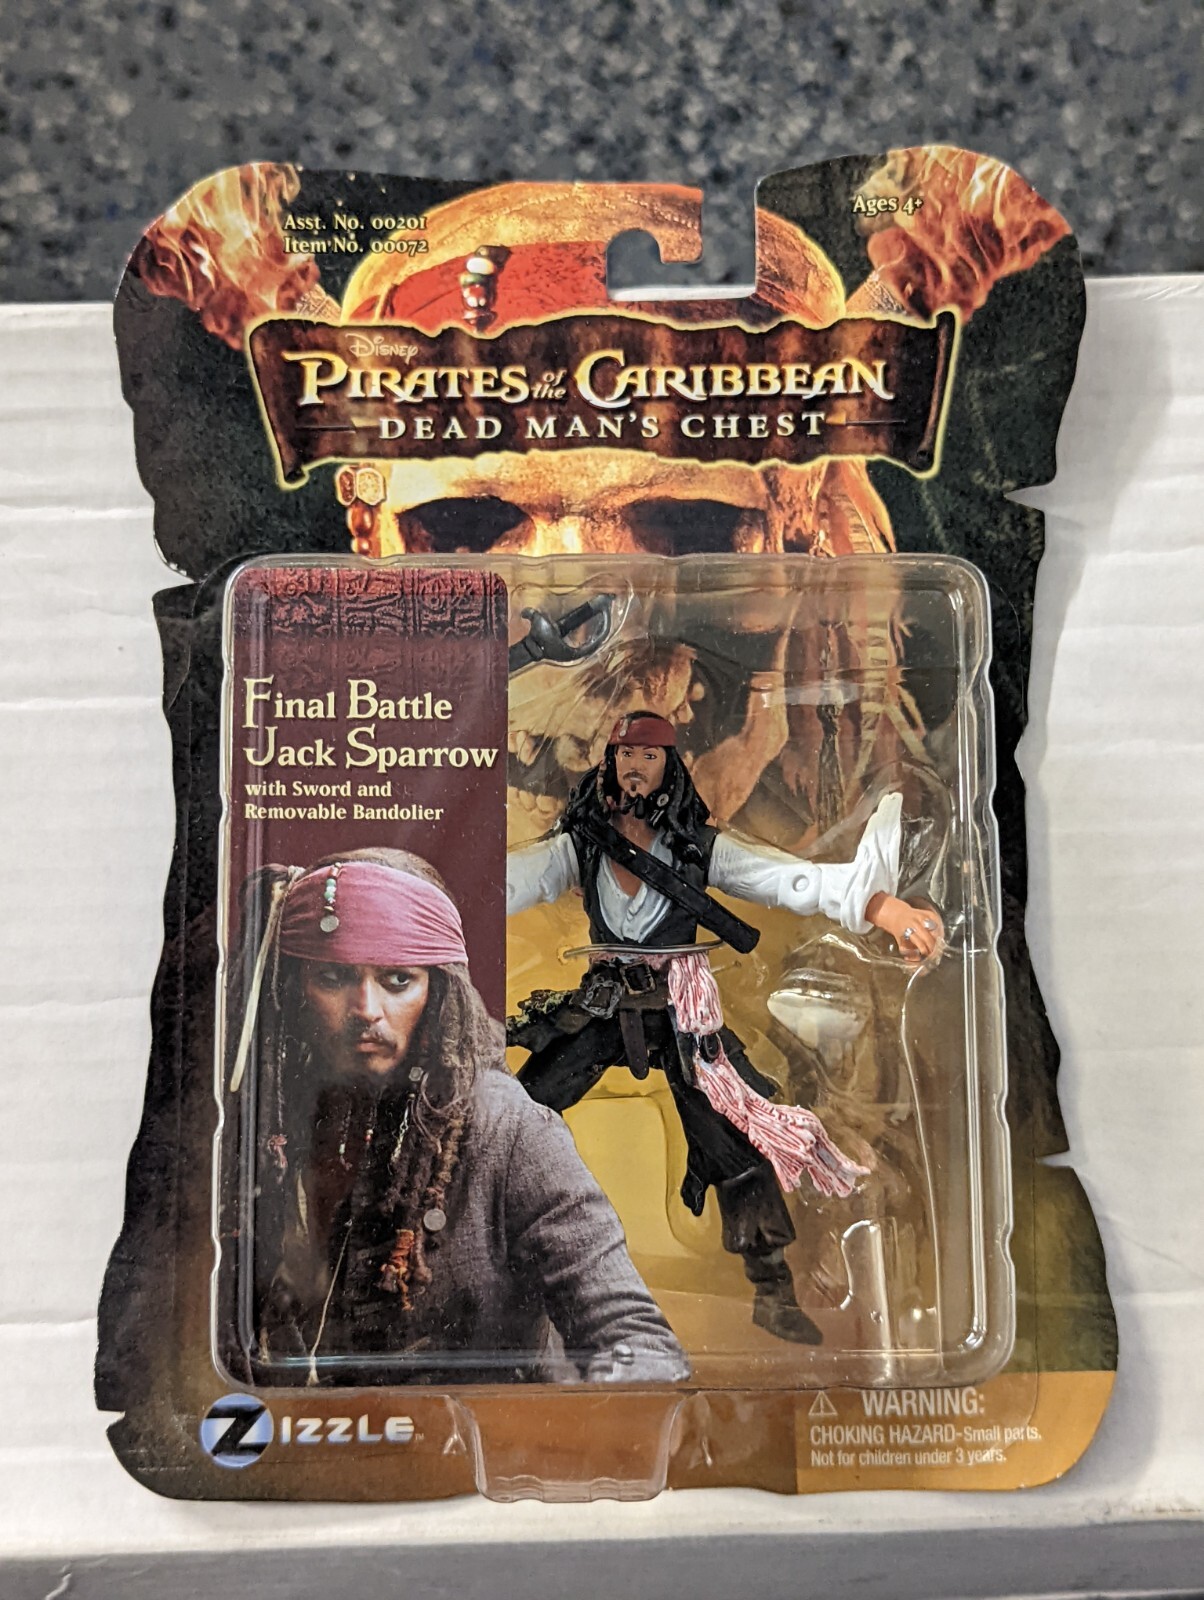 Asst. No. 00201
Item No. 00072
Ages 4+
Disney
Pirates of the Caribbean
DEAD MAN'S CHEST
Final Battle
Jack Sparrow
with Sword and
Removable Bandolier
ZIZZLE™
⚠ WARNING:
CHOKING HAZARD-Small parts.
Not for children under 3 years.